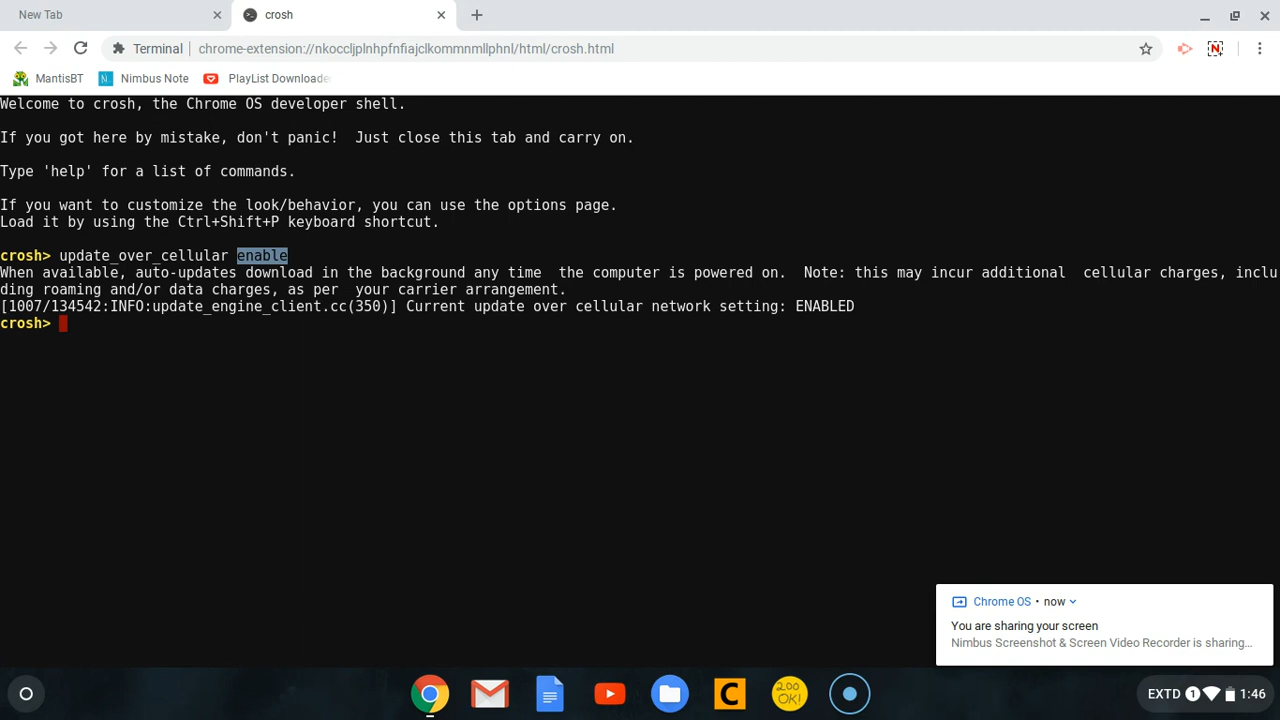 New Tab
crosh
Terminal
chrome-extension://nkoccljplnhpfnfiajclkommnmllphnl/html/crosh.html
MantisBT
Nimbus Note
PlayList Downloade
Welcome to crosh, the Chrome OS developer shell.
If you got here by mistake, don't panic!  Just close this tab and carry on.
Type 'help' for a list of commands.
If you want to customize the look/behavior, you can use the options page.
Load it by using the Ctrl+Shift+P keyboard shortcut.
crosh> update_over_cellular enable
When available, auto-updates download in the background any time  the computer is powered on.  Note: this may incur additional  cellular charges, inclu
ding roaming and/or data charges, as per  your carrier arrangement.
[1007/134542:INFO:update_engine_client.cc(350)] Current update over cellular network setting: ENABLED
crosh>
Chrome OS • now
You are sharing your screen
Nimbus Screenshot & Screen Video Recorder is sharing...
C
200
OK!
EXTD 1 1:46